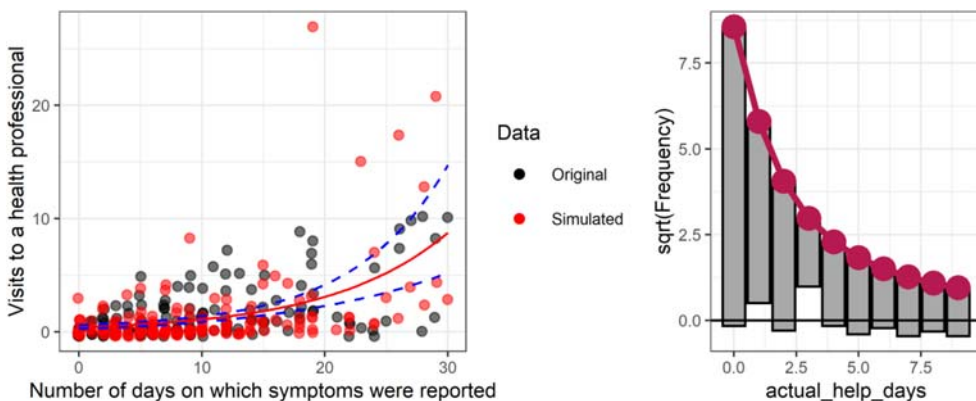 Visits to a health professional
20
10
0
0
10
20
30
Number of days on which symptoms were reported
Data
Original
Simulated
sqrt(Frequency)
7.5
5.0
2.5
0.0
0.0
2.5
5.0
7.5
actual_help_days